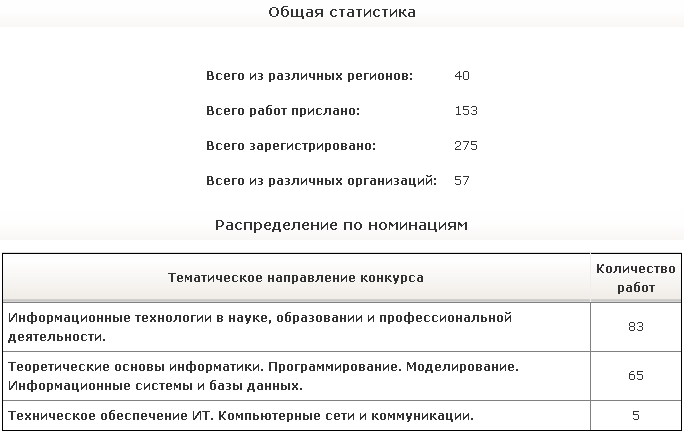 Общая статистика
Всего из различных регионов: 40
Всего работ прислано: 153
Всего зарегистрировано: 275
Всего из различных организаций: 57
Распределение по номинациям
Тематическое направление конкурса
Количество
работ
Информационные технологии в науке, образовании и профессиональной
деятельности.
83
Теоретические основы информатики. Программирование. Моделирование.
Информационные системы и базы данных.
65
Техническое обеспечение ИТ. Компьютерные сети и коммуникации.
5